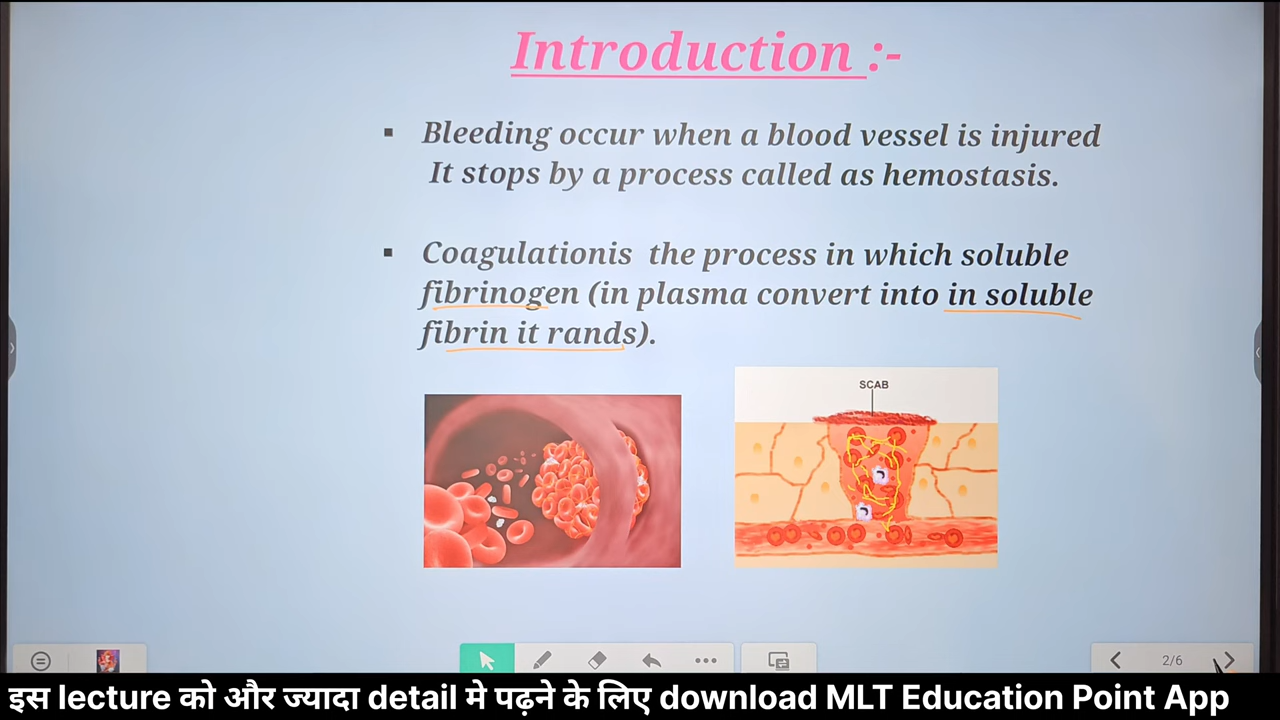 Introduction :-
▪ Bleeding occur when a blood vessel is injured
It stops by a process called as hemostasis.
▪ Coagulationis the process in which soluble
fibrinogen (in plasma convert into in soluble
fibrin it rands).
SCAB
2/6
इस lecture को और ज्यादा detail मे पढ़ने के लिए download MLT Education Point App